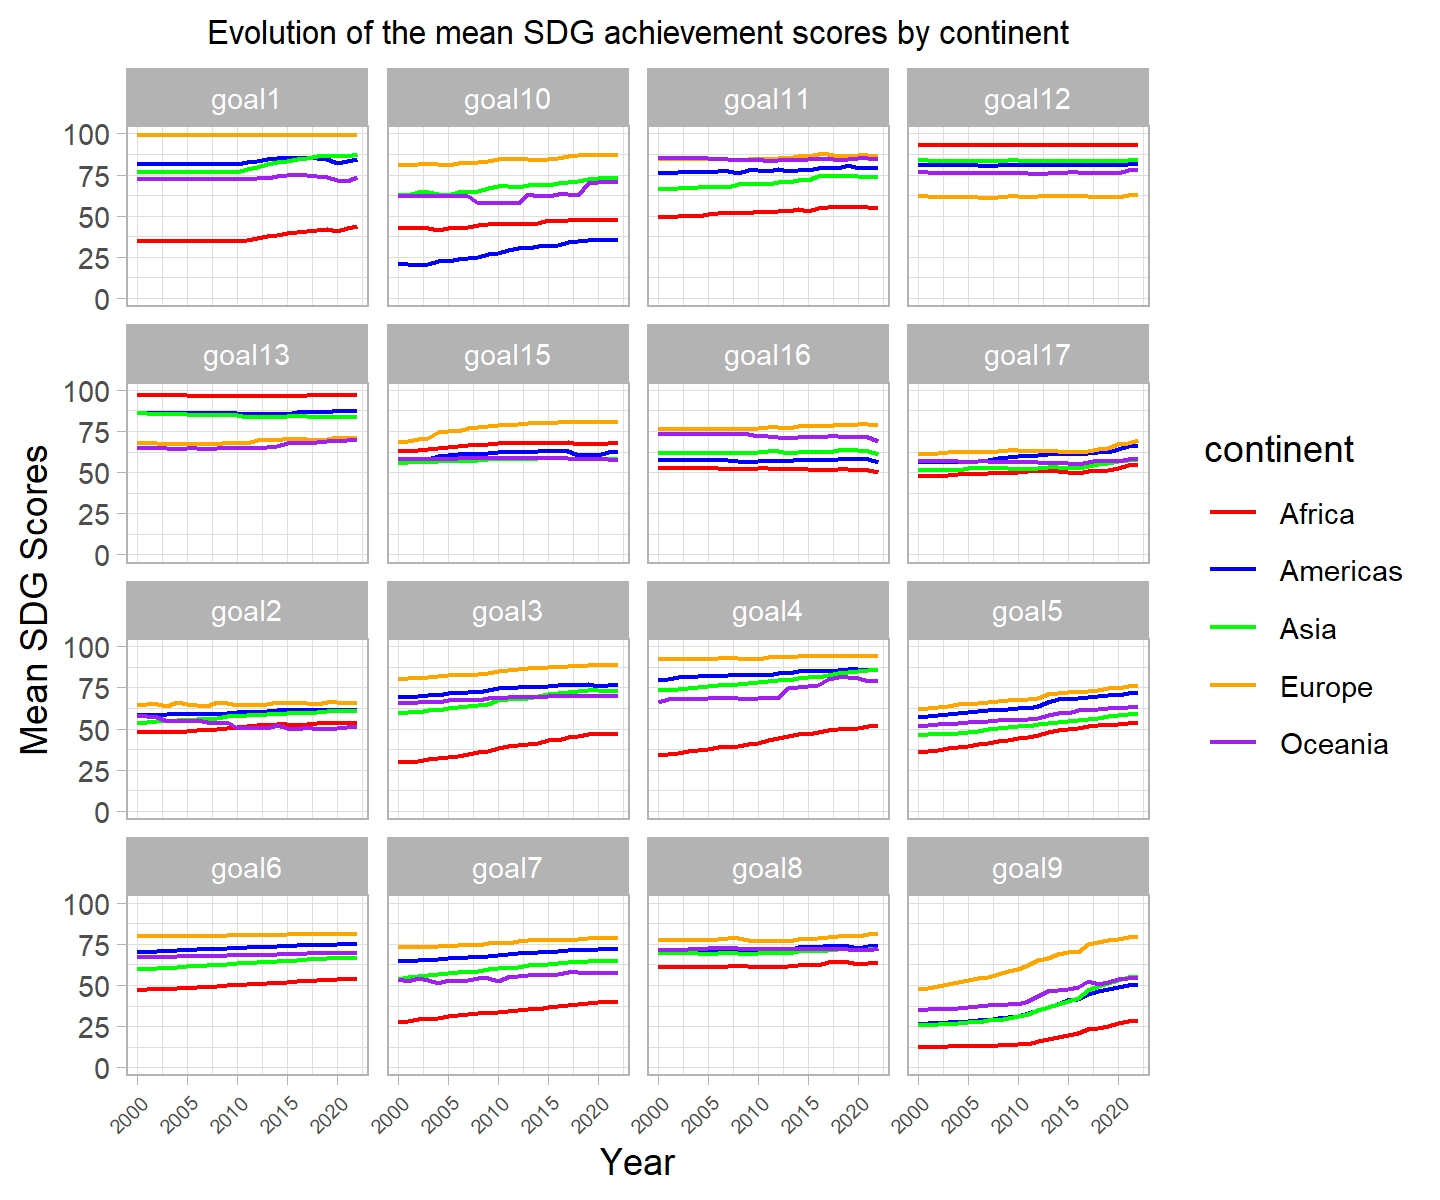 Evolution of the mean SDG achievement scores by continent
goal1 goal10 goal11 goal12
100
75
50
25
0
goal13 goal15 goal16 goal17
100
75
50
25
0
goal2 goal3 goal4 goal5
100
75
50
25
0
goal6 goal7 goal8 goal9
100
75
50
25
0
2000 2005 2010 2015 2020 2000 2005 2010 2015 2020 2000 2005 2010 2015 2020 2000 2005 2010 2015 2020
Year
Mean SDG Scores
continent
Africa
Americas
Asia
Europe
Oceania